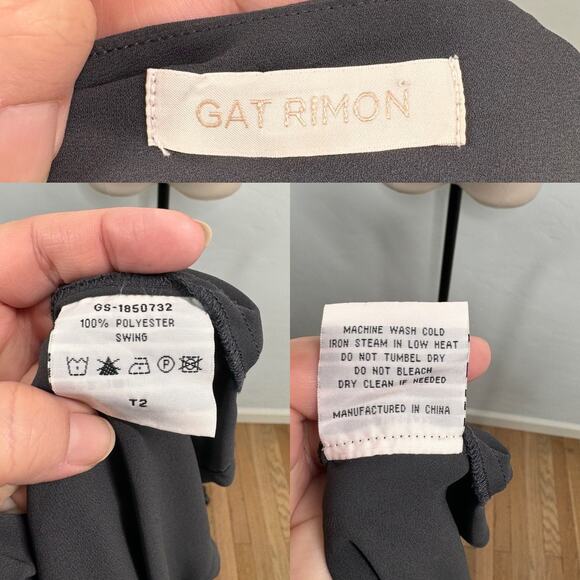 GAT RIMON
GS-1850732
100% POLYESTER
SWING
P
T2
MACHINE WASH COLD
IRON STEAM IN LOW HEAT
DO NOT TUMBEL DRY
DO NOT BLEACH
DRY CLEAN IF NEEDED
MANUFACTURED IN CHINA